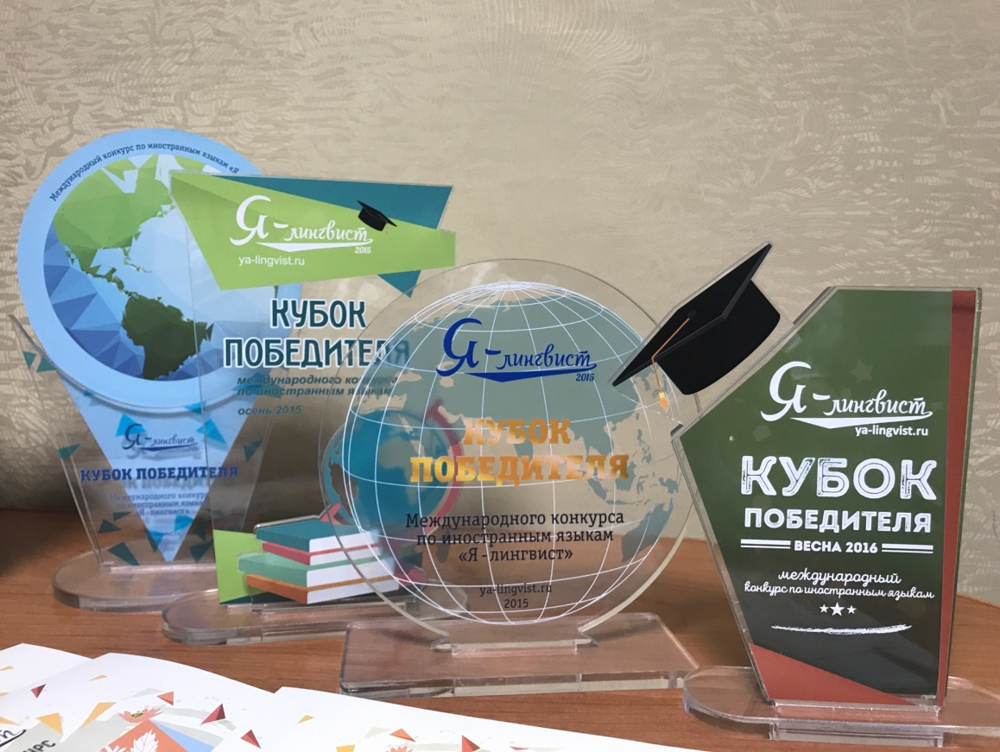 Международный конкурс по иностранным языкам «Я
Я-лингвист
КУБОК ПОБЕДИТЕЛЯ
Международного конкурса
по иностранным языкам
«Я-лингвист»
Я-лингвист
2015
ya-lingvist.ru
КУБОК
ПОБЕДИТЕЛЯ
международного конкурса
по иностранным языкам
осень 2015
Я-лингвист
2015
КУБОК
ПОБЕДИТЕЛЯ
Международного конкурса
по иностранным языкам
«Я-лингвист»
ya-lingvist.ru
2015
Я-лингвист
ya-lingvist.ru
КУБОК
ПОБЕДИТЕЛЯ
ВЕСНА 2016
международный
конкурс по иностранным языкам